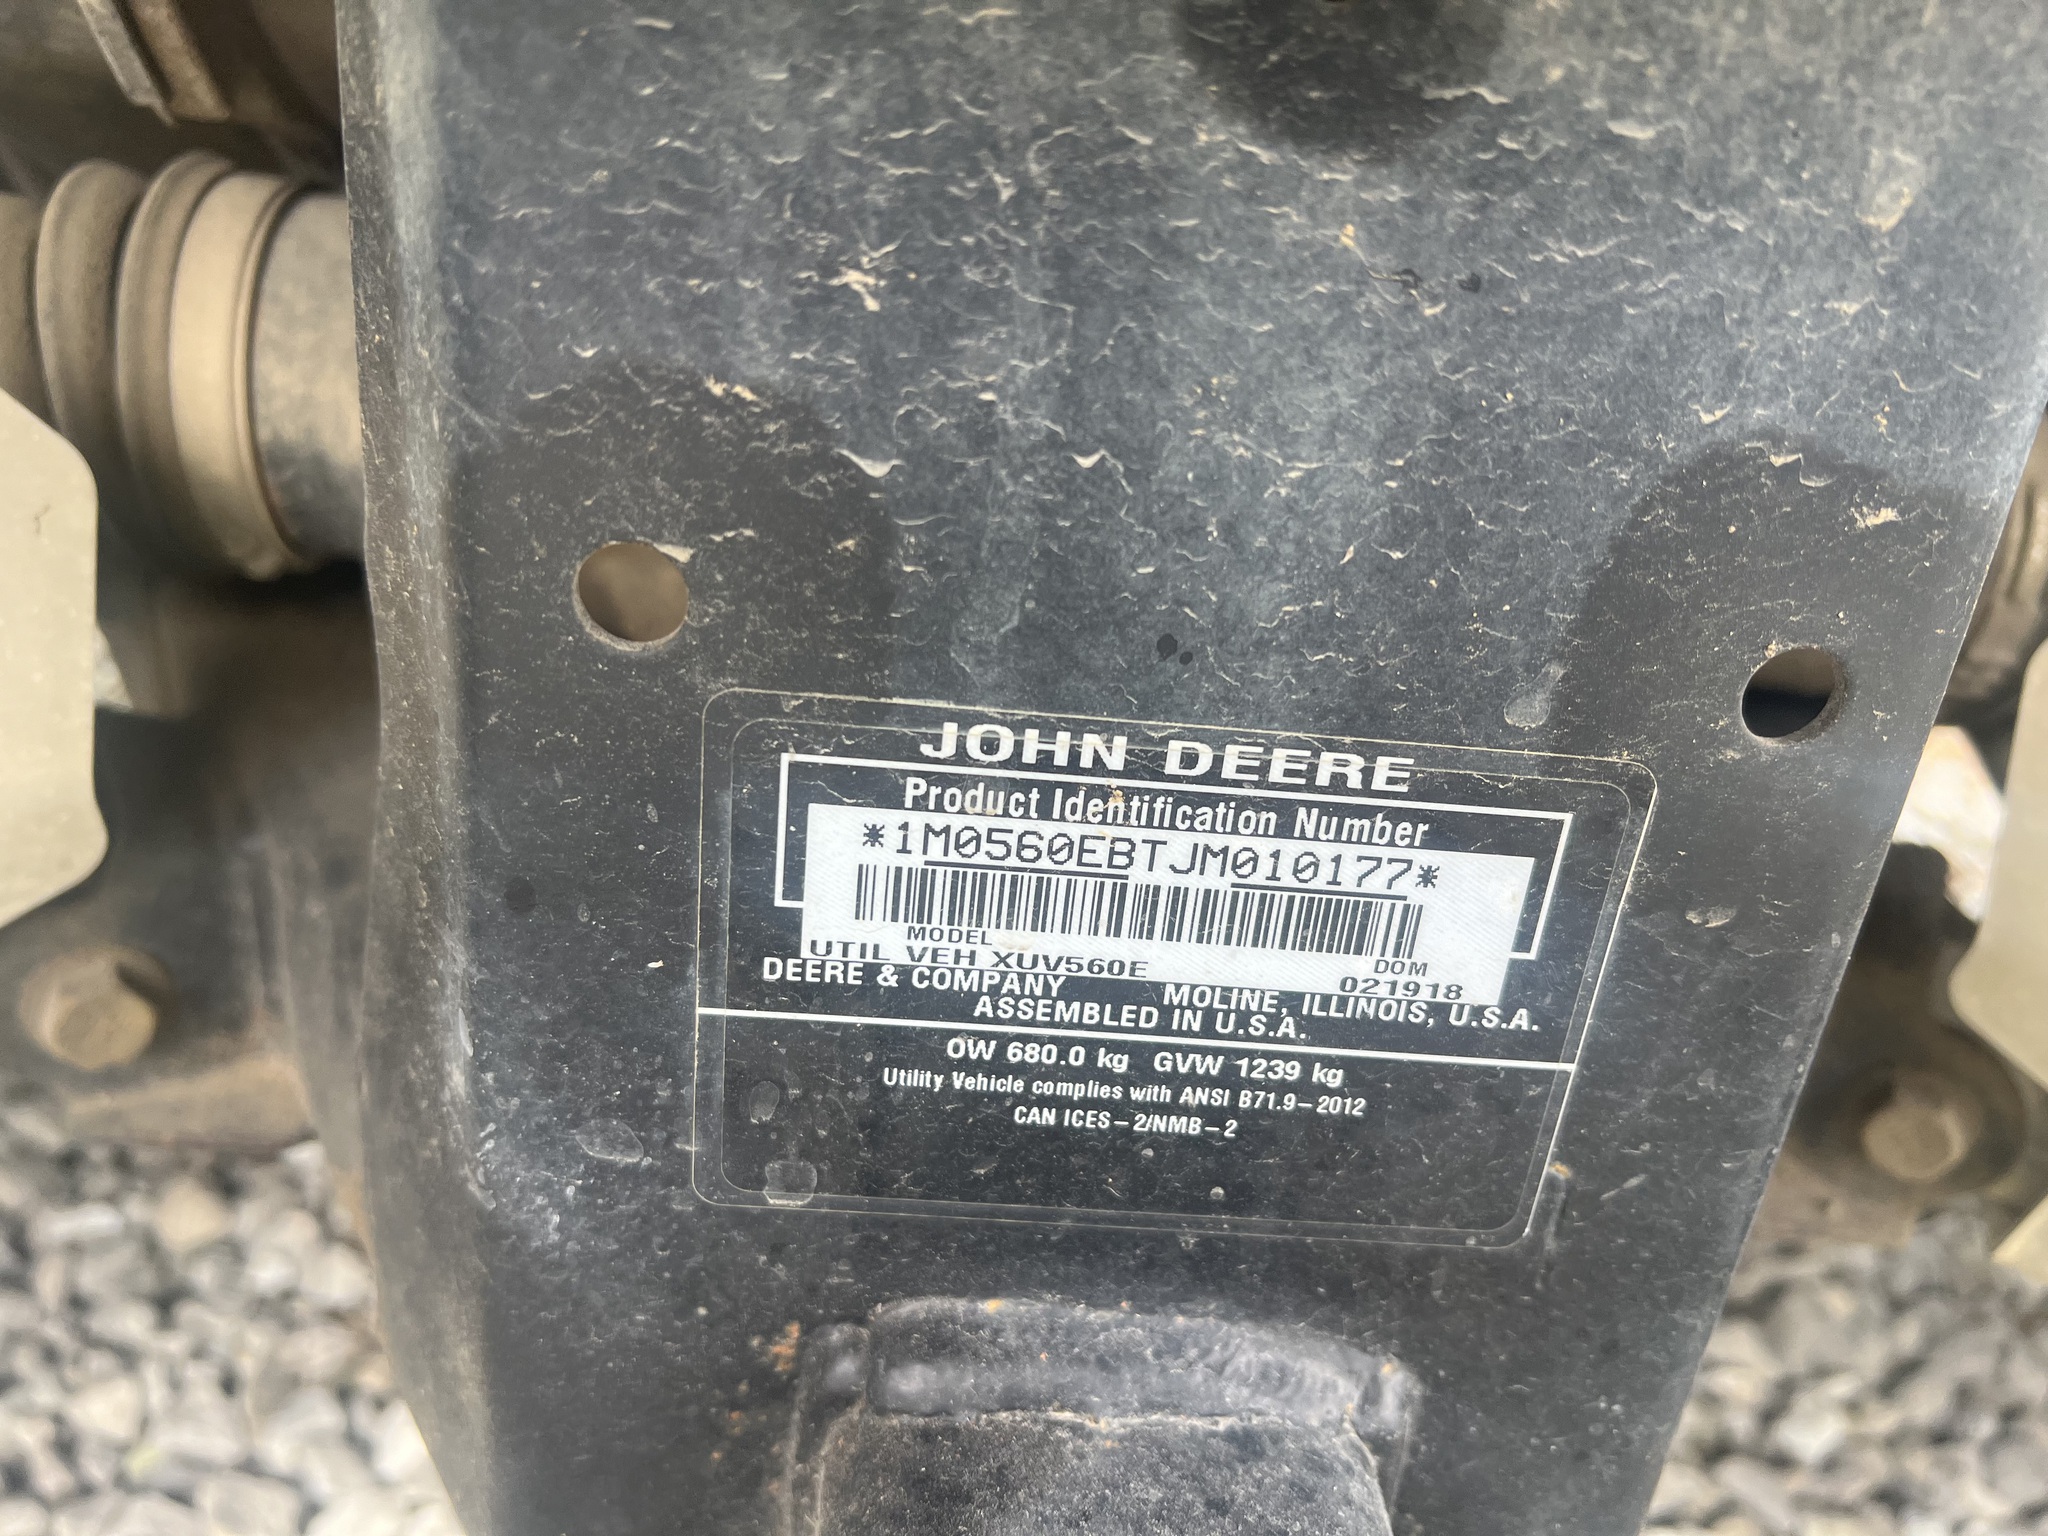 JOHN DEERE
Product Identification Number
*1M0560EBTJM010177*
MODEL
DOM
UTIL VEH XUV560E
021918
DEERE & COMPANY MOLINE, ILLINOIS, U.S.A.
ASSEMBLED IN U.S.A.
OW 680.0 kg GVW 1239 kg
Utility Vehicle complies with ANSI B71.9-2012
CAN ICES-2/NMB-2